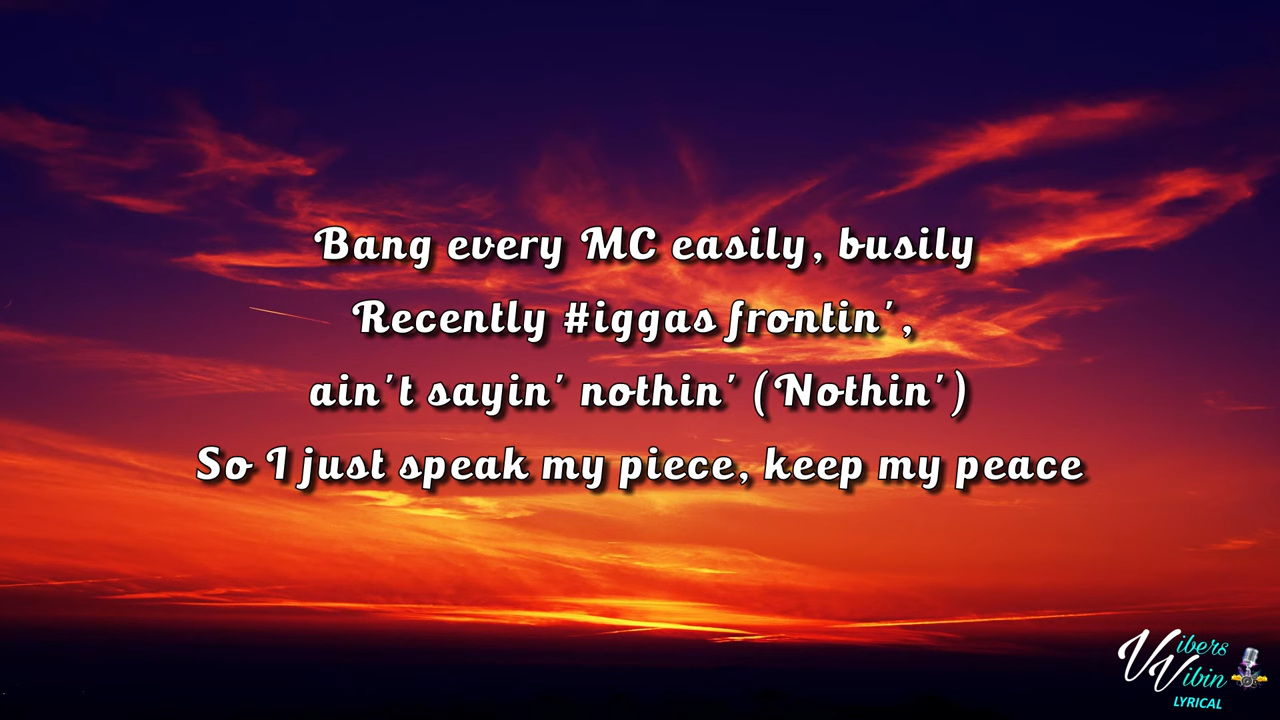 Bang every MC easily, busily
Recently #iggas frontin',
ain't sayin' nothin' (Nothin')
So I just speak my piece, keep my peace
Vibers
Vibin
LYRICAL